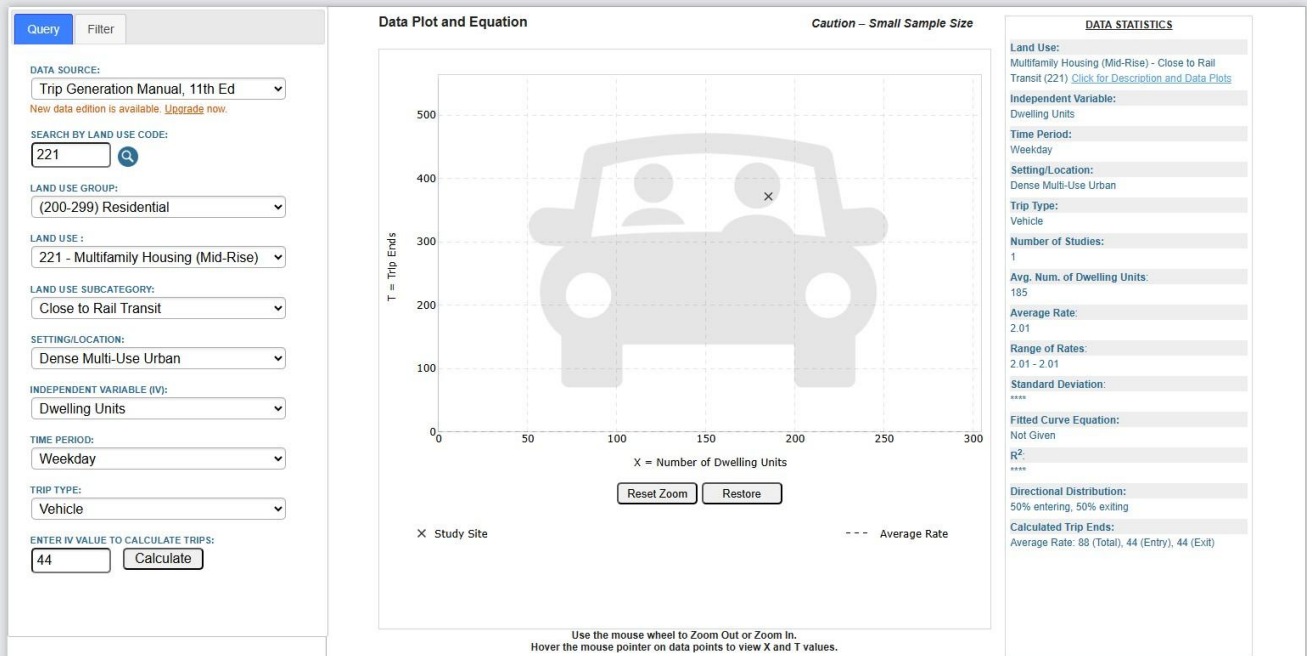 Query
Filter
DATA SOURCE:
Trip Generation Manual, 11th Ed
New data edition is available. Upgrade now.
SEARCH BY LAND USE CODE:
221
LAND USE GROUP:
(200-299) Residential
LAND USE :
221 - Multifamily Housing (Mid-Rise)
LAND USE SUBCATEGORY:
Close to Rail Transit
SETTING/LOCATION:
Dense Multi-Use Urban
INDEPENDENT VARIABLE (IV):
Dwelling Units
TIME PERIOD:
Weekday
TRIP TYPE:
Vehicle
ENTER IV VALUE TO CALCULATE TRIPS:
44
Calculate
Data Plot and Equation
Caution – Small Sample Size
T = Trip Ends
500
400
300
200
100
0
0 50 100 150 200 250 300
X = Number of Dwelling Units
Reset Zoom
Restore
Study Site
Average Rate
Use the mouse wheel to Zoom Out or Zoom In.
Hover the mouse pointer on data points to view X and T values.
DATA STATISTICS
Land Use:
Multifamily Housing (Mid-Rise) - Close to Rail
Transit (221) Click for Description and Data Plots
Independent Variable:
Dwelling Units
Time Period:
Weekday
Setting/Location:
Dense Multi-Use Urban
Trip Type:
Vehicle
Number of Studies:
1
Avg. Num. of Dwelling Units:
185
Average Rate:
2.01
Range of Rates:
2.01 - 2.01
Standard Deviation:
****
Fitted Curve Equation:
Not Given
R²:
****
Directional Distribution:
50% entering, 50% exiting
Calculated Trip Ends:
Average Rate: 88 (Total), 44 (Entry), 44 (Exit)